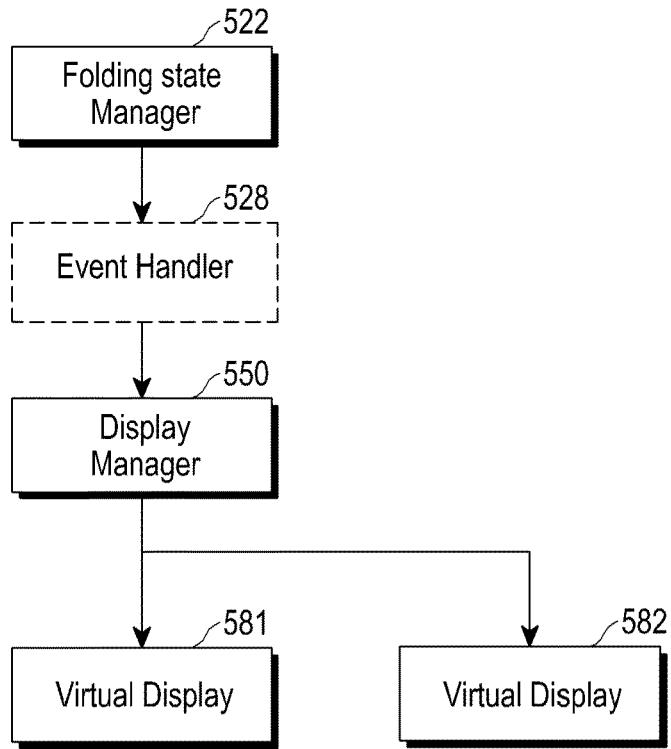 522
Folding state
Manager
528
Event Handler
550
Display
Manager
581
Virtual Display
582
Virtual Display